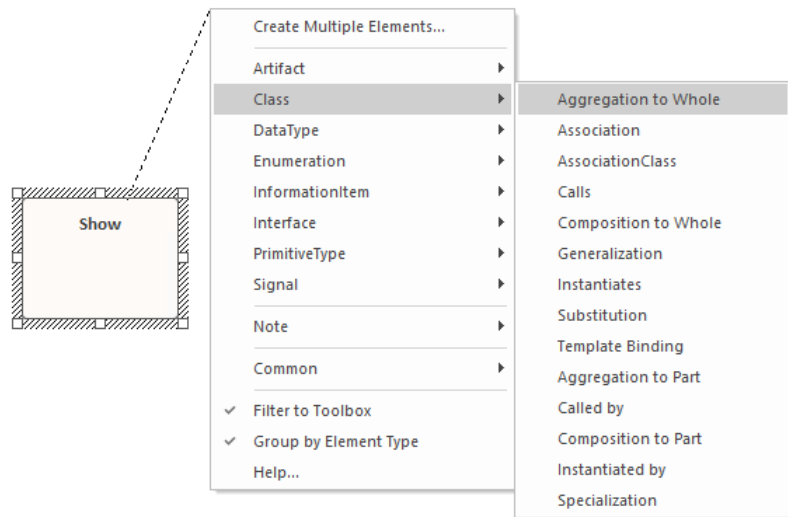 Show
Create Multiple Elements...
Artifact
Class
DataType
Enumeration
InformationItem
Interface
PrimitiveType
Signal
Note
Common
Filter to Toolbox
Group by Element Type
Help...
Aggregation to Whole
Association
AssociationClass
Calls
Composition to Whole
Generalization
Instantiates
Substitution
Template Binding
Aggregation to Part
Called by
Composition to Part
Instantiated by
Specialization